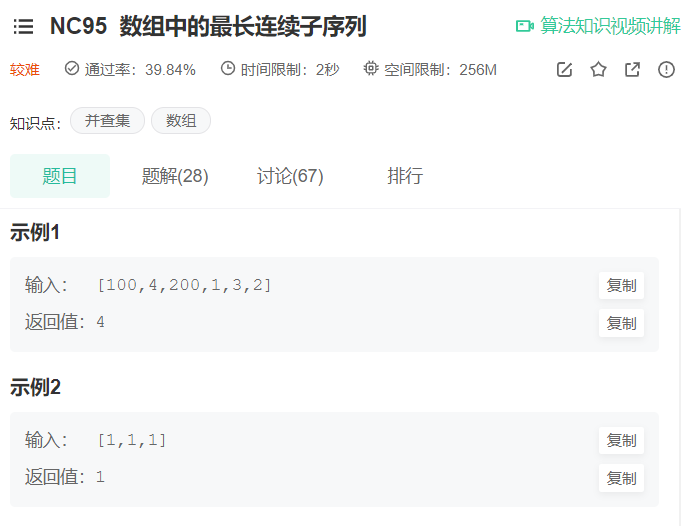 NC95 数组中的最长连续子序列 算法知识视频讲解
较难 通过率：39.84% 时间限制：2秒 空间限制：256M
知识点： 并查集 数组
题目 题解(28) 讨论(67) 排行
示例1
输入： [100,4,200,1,3,2] 复制
返回值：4 复制
示例2
输入： [1,1,1] 复制
返回值：1 复制